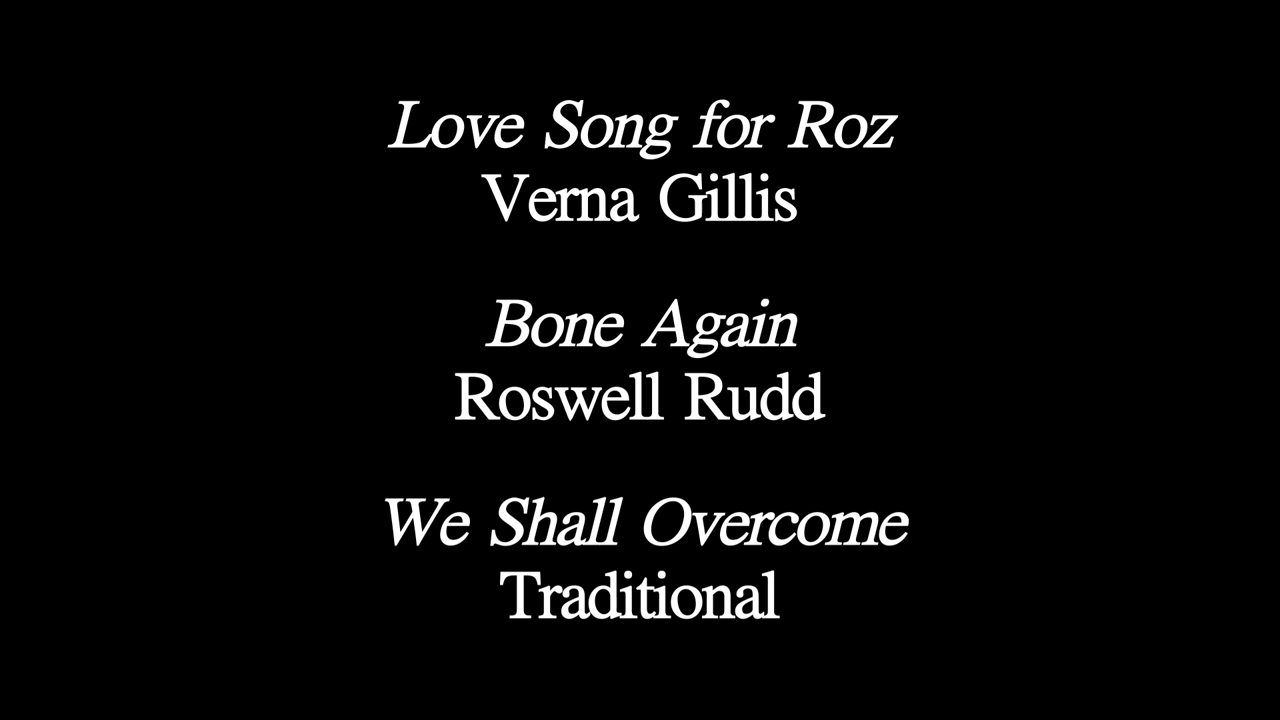 Love Song for Roz
Verna Gillis
Bone Again
Roswell Rudd
We Shall Overcome
Traditional